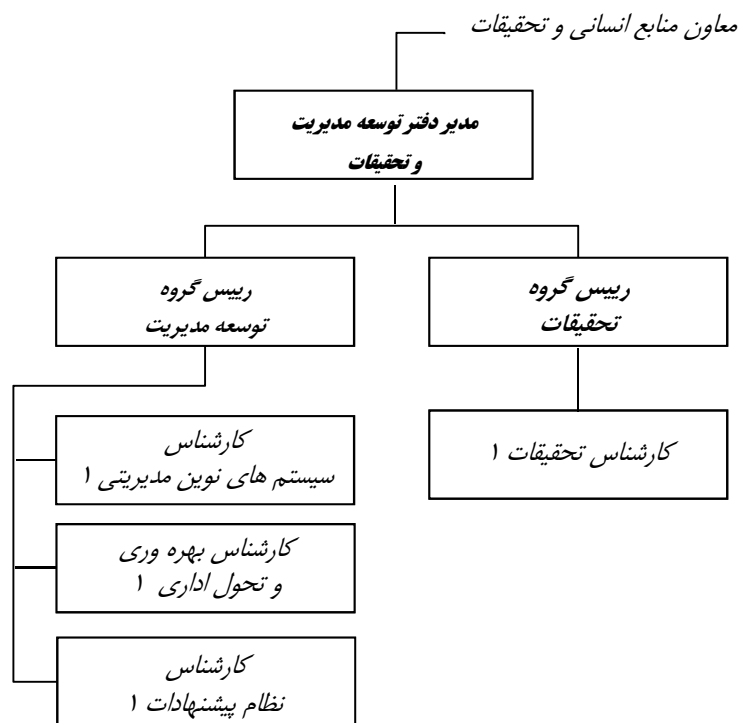 معاون منابع انسانی و تحقیقات
مدیر دفتر توسعه مدیریت
و تحقیقات
رییس گروه
تحقیقات
رییس گروه
توسعه مدیریت
کارشناس تحقیقات ۱
کارشناس
سیستم های نوین مدیریتی ۱
کارشناس بهره وری
و تحول اداری ۱
کارشناس
نظام پیشنهادات ۱